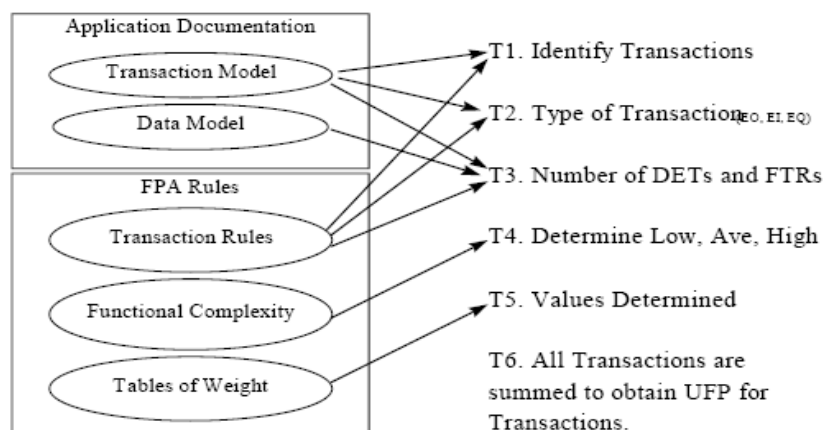 Application Documentation
Transaction Model
Data Model
FPA Rules
Transaction Rules
Functional Complexity
Tables of Weight
T1. Identify Transactions
T2. Type of Transaction(EO, EI, EQ)
T3. Number of DETs and FTRs
T4. Determine Low, Ave, High
T5. Values Determined
T6. All Transactions are
summed to obtain UFP for
Transactions.